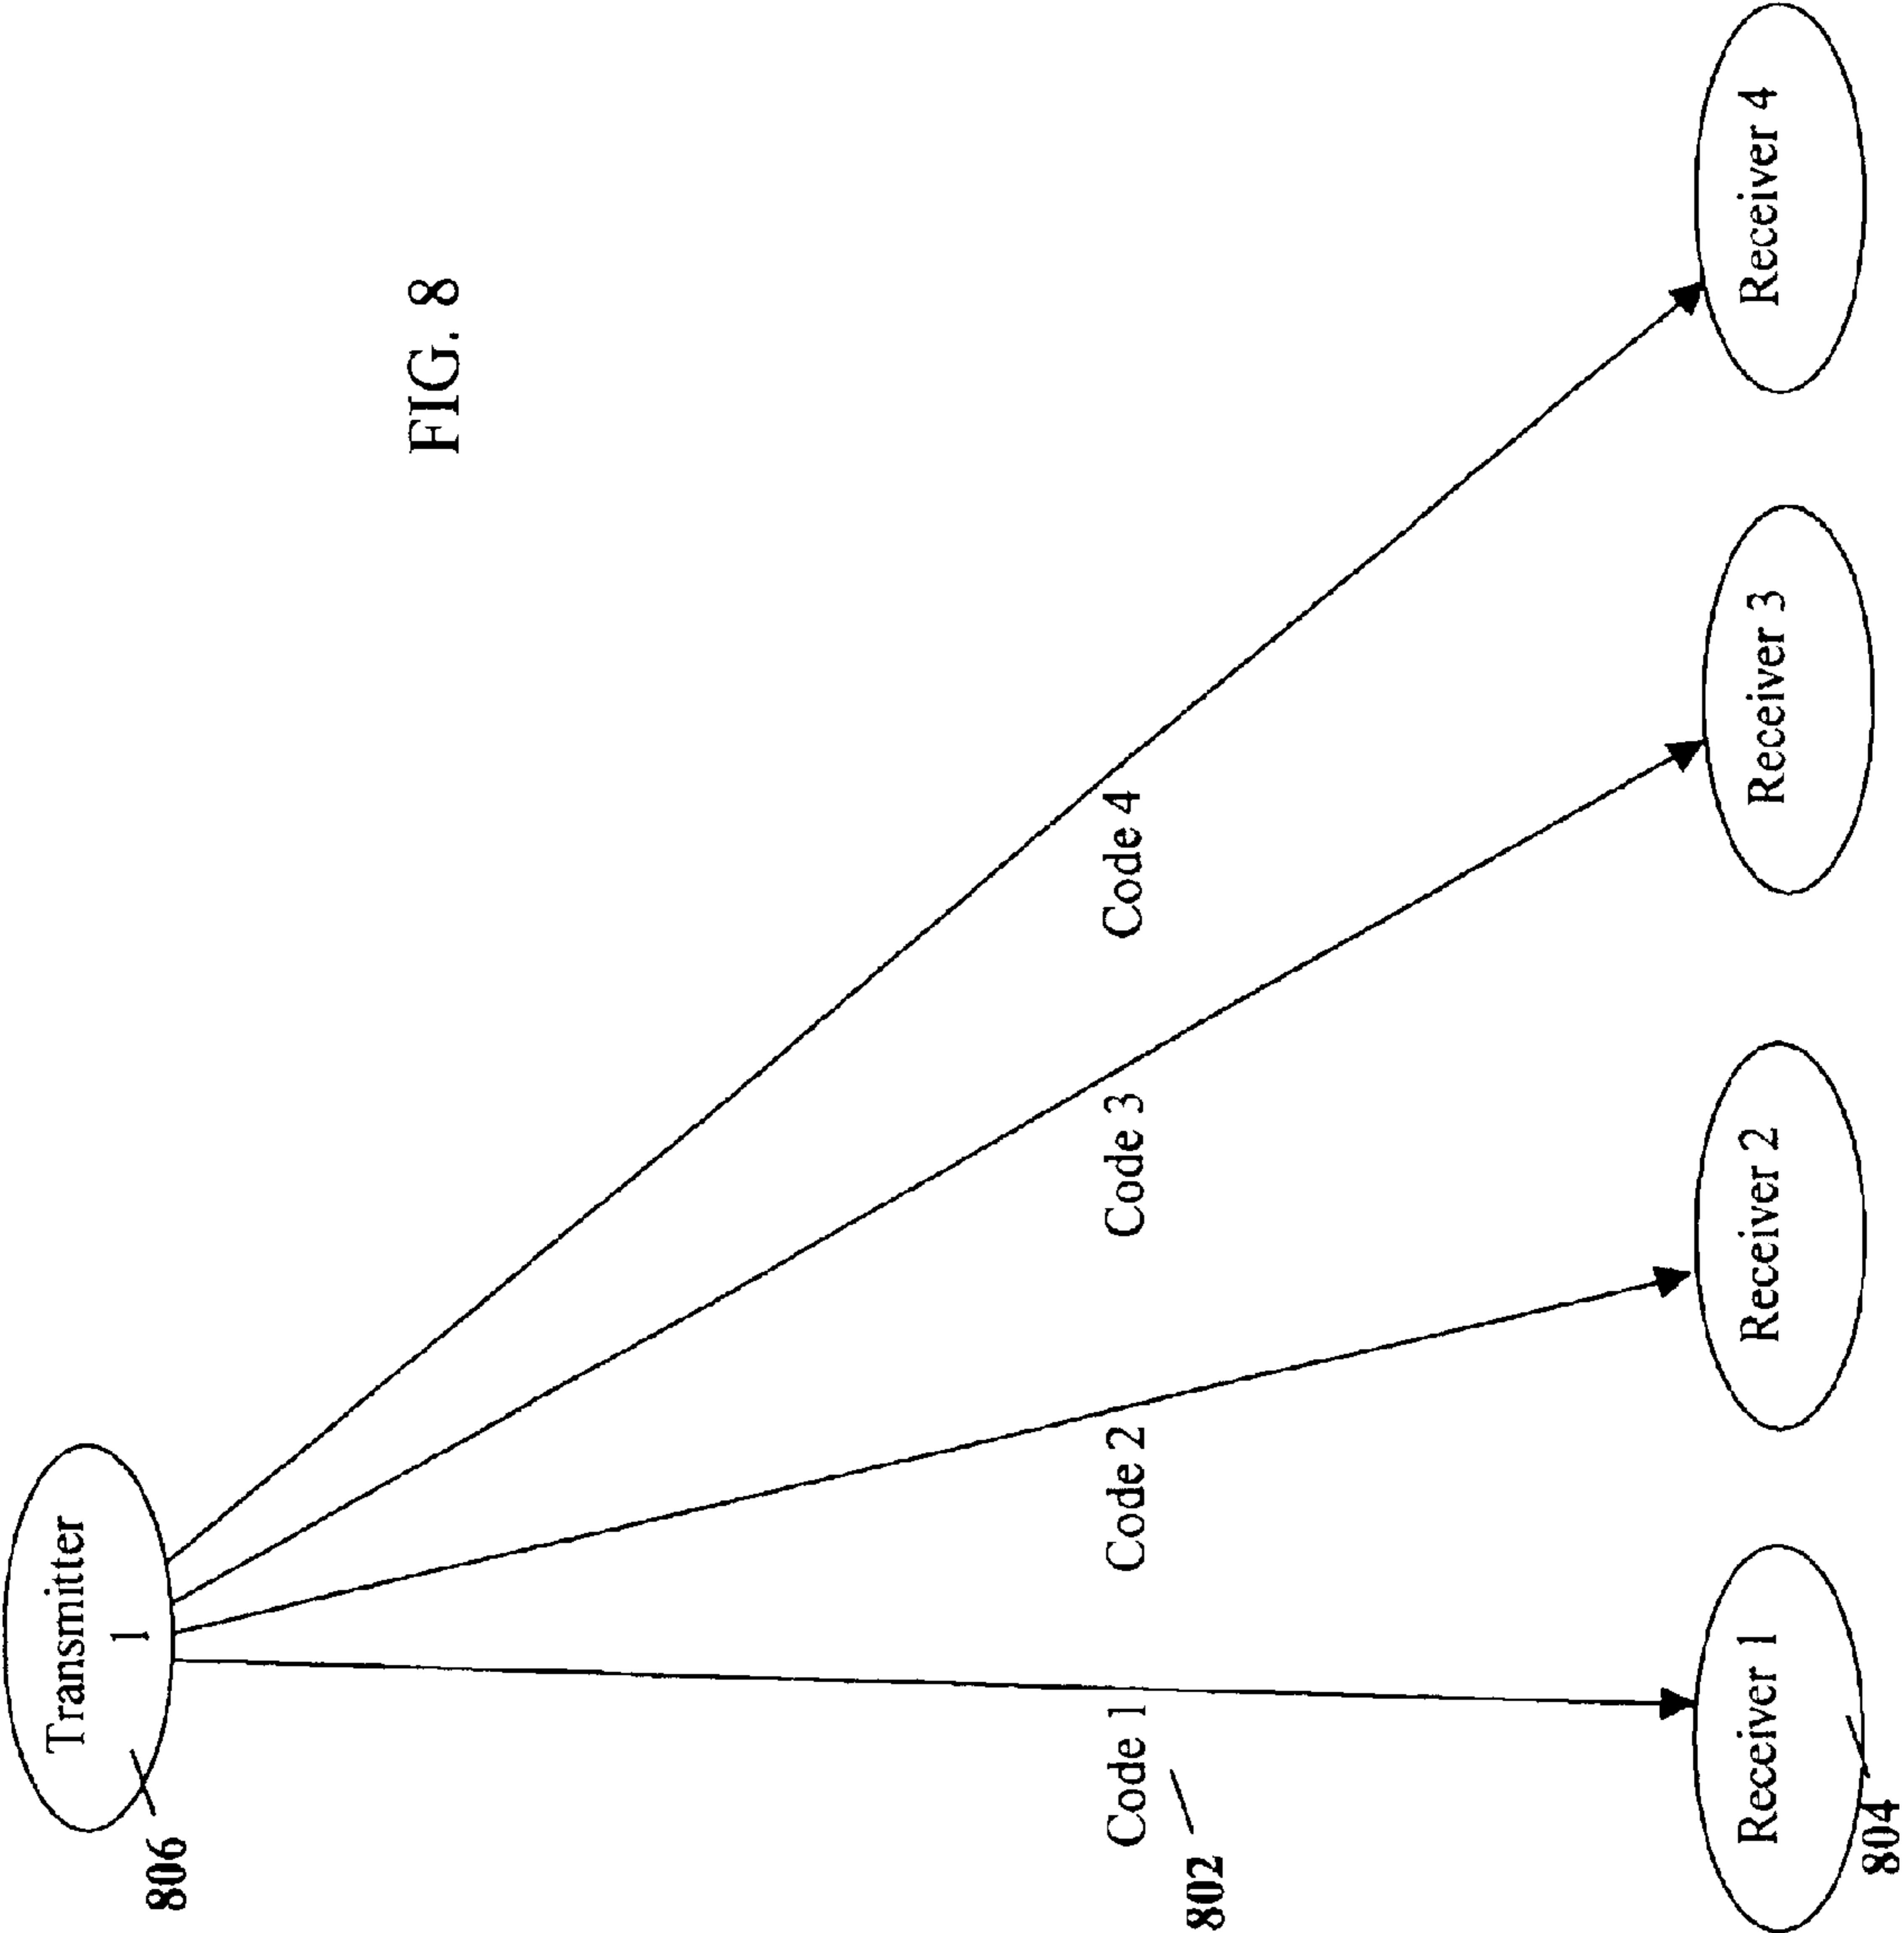 Transmitter
1
806
FIG. 8
Code 1
Code 2
Code 3
Code 4
802
Receiver 1
Receiver 2
Receiver 3
Receiver 4
804